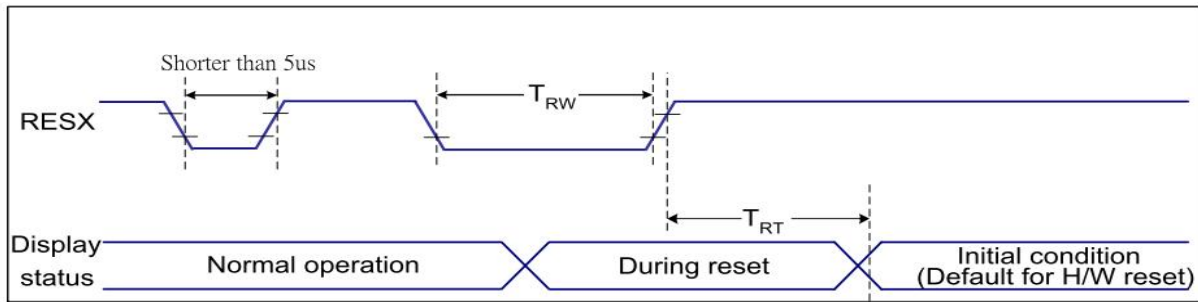 Shorter than 5us
RESX
TRW
TRT
Display
status
Normal operation
During reset
Initial condition
(Default for H/W reset)